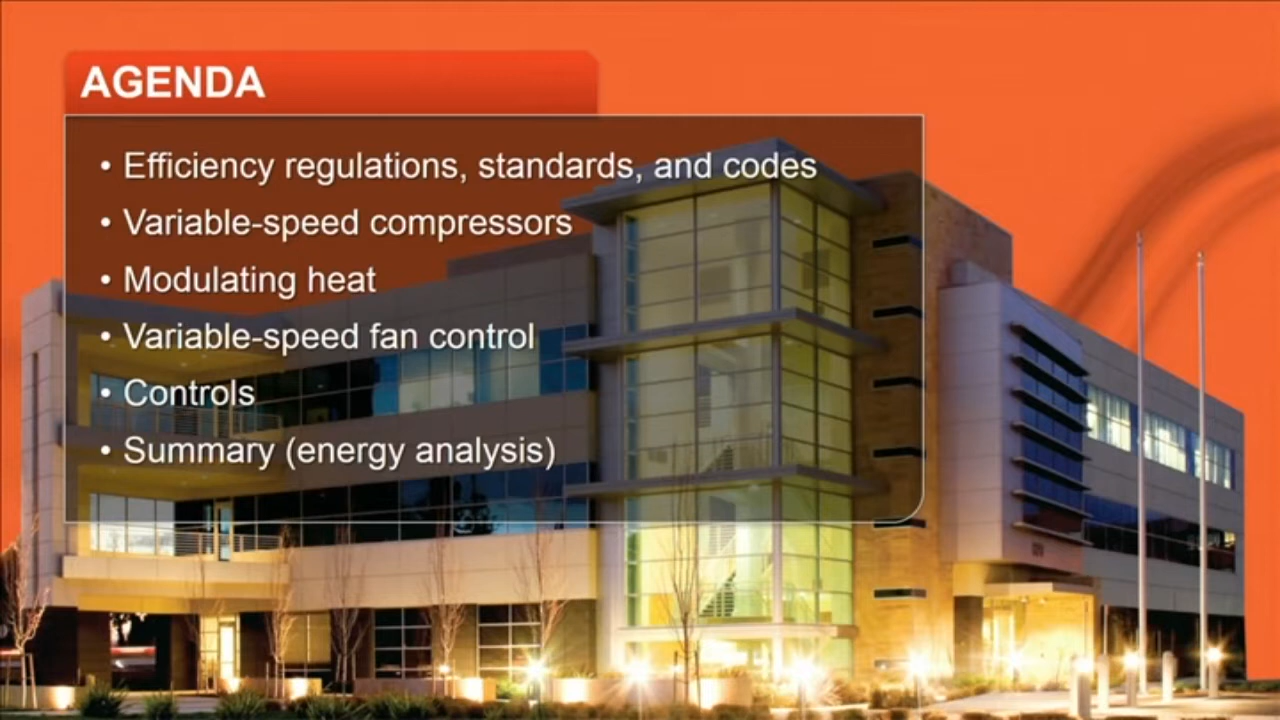 AGENDA
• Efficiency regulations, standards, and codes
• Variable-speed compressors
• Modulating heat
• Variable-speed fan control
• Controls
• Summary (energy analysis)